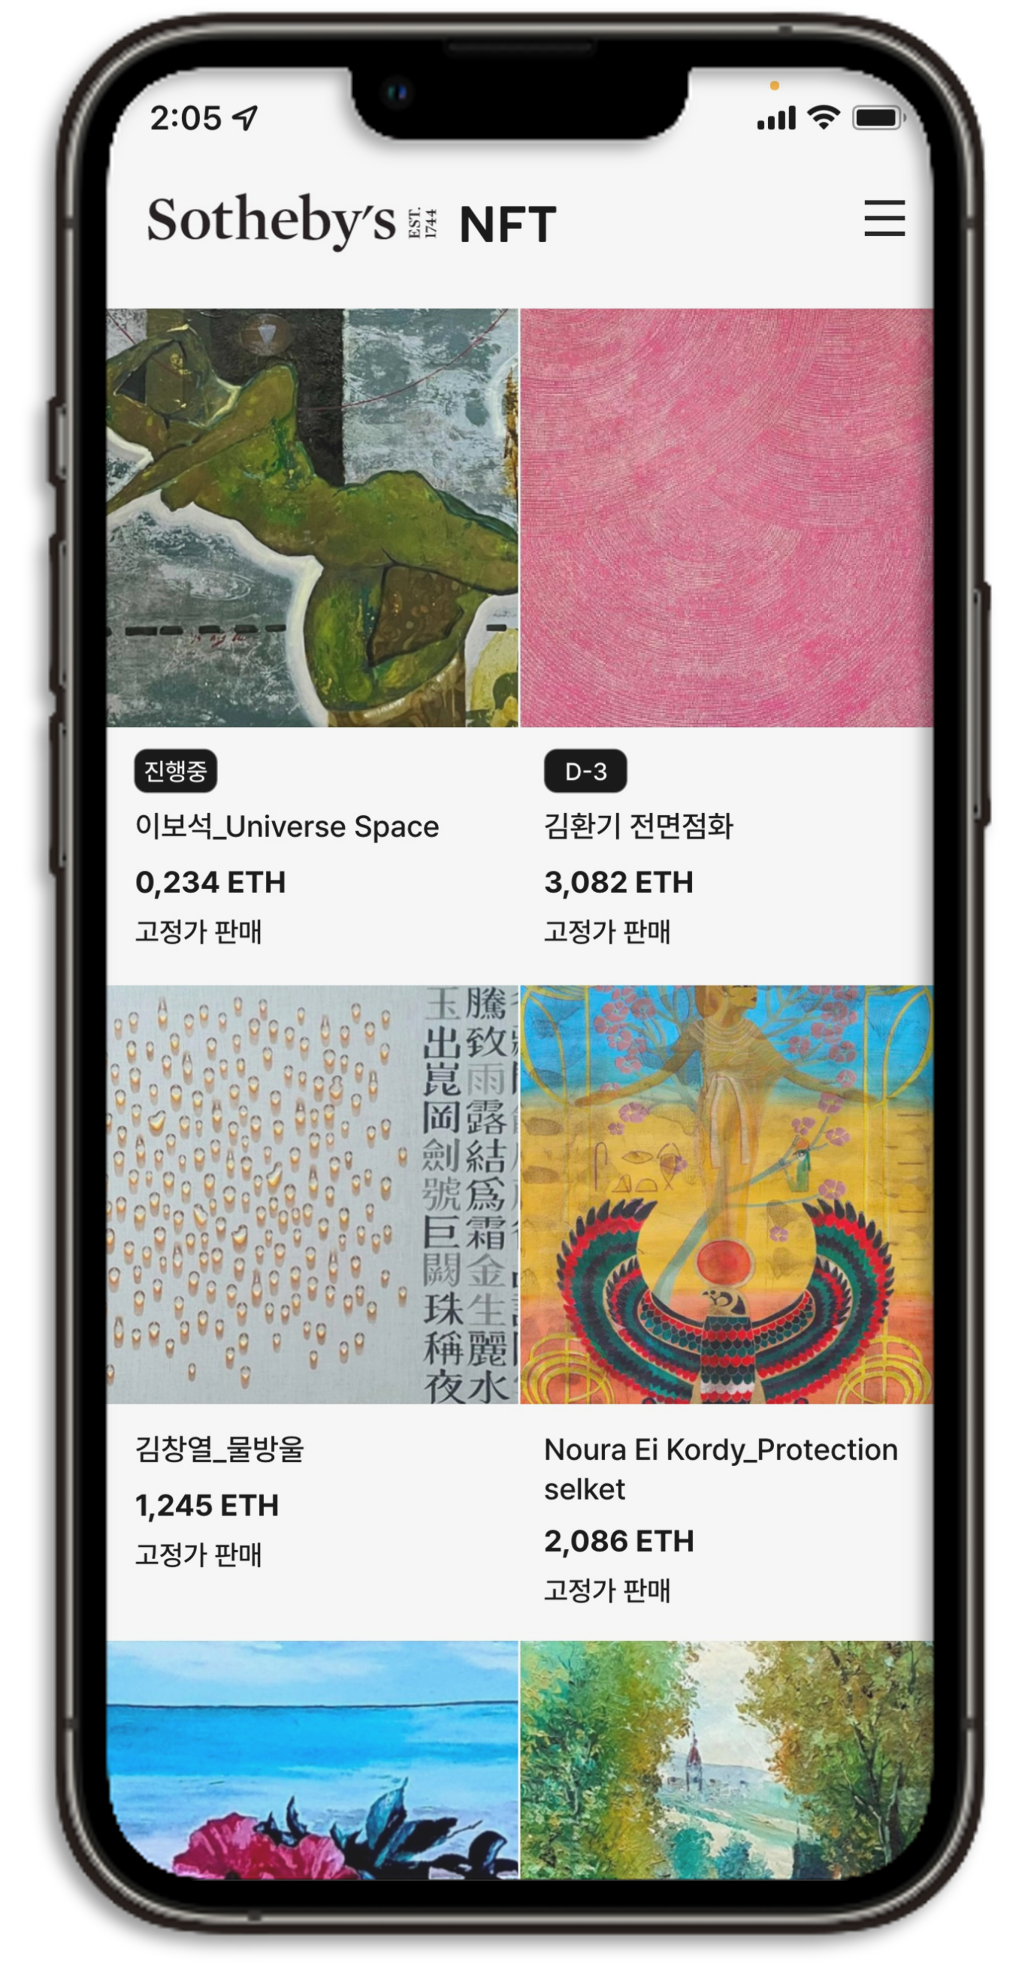 2:05
Sotheby's EST. 1744 NFT
진행중
이보석_Universe Space
0,234 ETH
고정가 판매
D-3
김환기 전면점화
3,082 ETH
고정가 판매
玉出崑岡劍號巨闕珠稱夜
騰致雨露結爲霜金生麗水
김창열_물방울
1,245 ETH
고정가 판매
Noura Ei Kordy_Protection
selket
2,086 ETH
고정가 판매